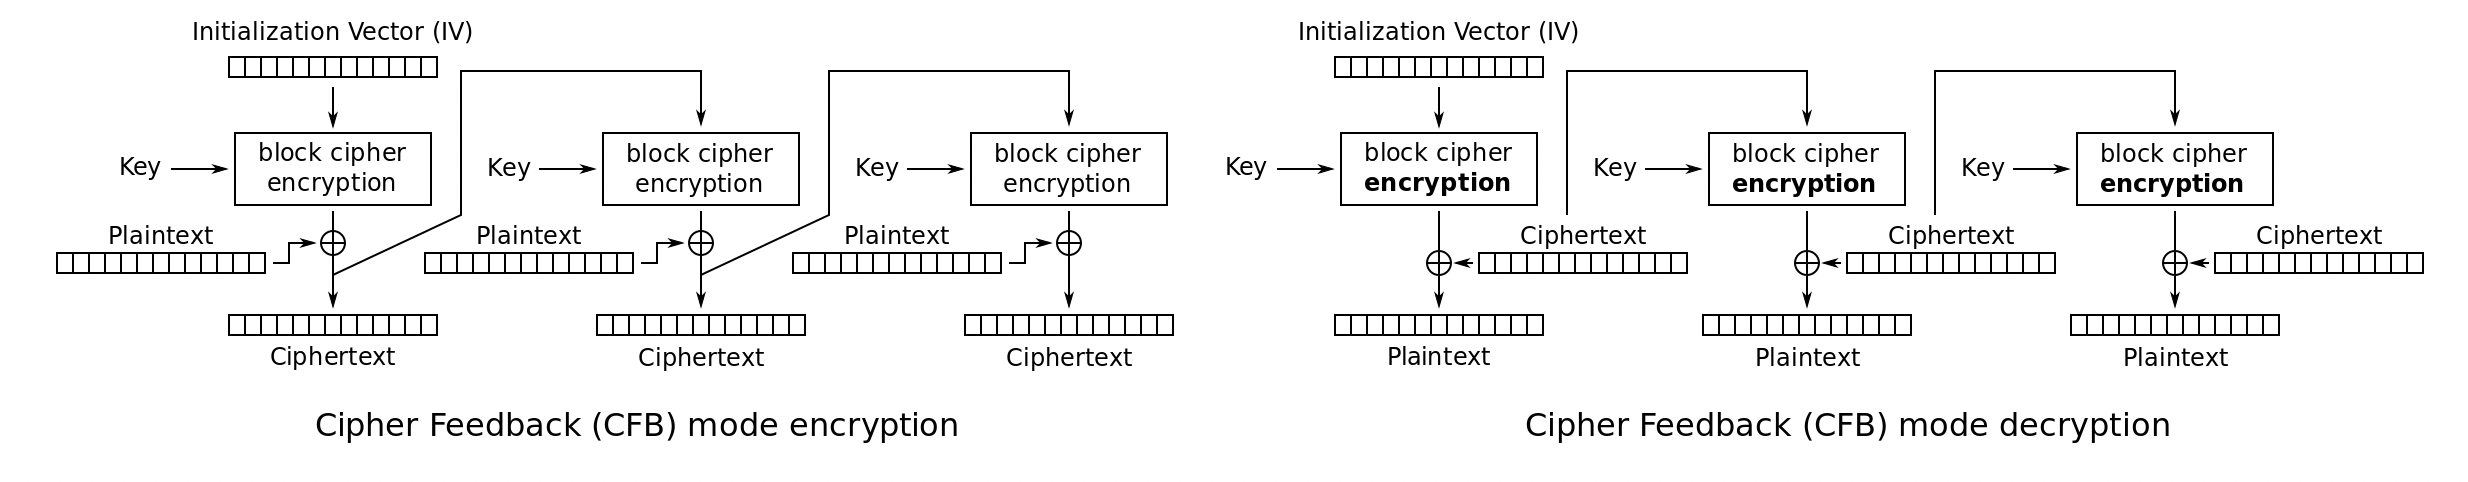 Initialization Vector (IV)
Key
block cipher
encryption
Key
block cipher
encryption
Key
block cipher
encryption
Plaintext
Plaintext
Plaintext
Ciphertext
Ciphertext
Ciphertext
Cipher Feedback (CFB) mode encryption
Initialization Vector (IV)
Key
block cipher
encryption
Key
block cipher
encryption
Key
block cipher
encryption
Ciphertext
Ciphertext
Ciphertext
Plaintext
Plaintext
Plaintext
Cipher Feedback (CFB) mode decryption